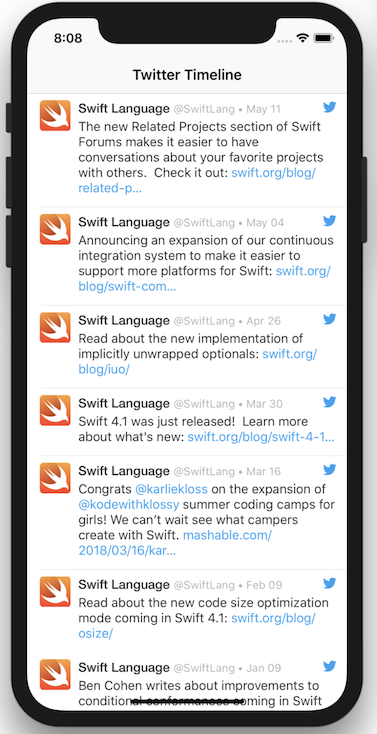 8:08
Twitter Timeline
Swift Language @SwiftLang • May 11
The new Related Projects section of Swift
Forums makes it easier to have
conversations about your favorite projects
with others.  Check it out: swift.org/blog/
related-p...
Swift Language @SwiftLang • May 04
Announcing an expansion of our continuous
integration system to make it easier to
support more platforms for Swift: swift.org/
blog/swift-com...
Swift Language @SwiftLang • Apr 26
Read about the new implementation of
implicitly unwrapped optionals: swift.org/
blog/iuo/
Swift Language @SwiftLang • Mar 30
Swift 4.1 was just released!  Learn more
about what's new: swift.org/blog/swift-4-1...
Swift Language @SwiftLang • Mar 16
Congrats @karliekloss on the expansion of
@kodewithklossy summer coding camps for
girls! We can't wait see what campers
create with Swift. mashable.com/
2018/03/16/kar...
Swift Language @SwiftLang • Feb 09
Read about the new code size optimization
mode coming in Swift 4.1: swift.org/blog/
osize/
Swift Language @SwiftLang • Jan 09
Ben Cohen writes about improvements to
conditional conformances coming in Swift